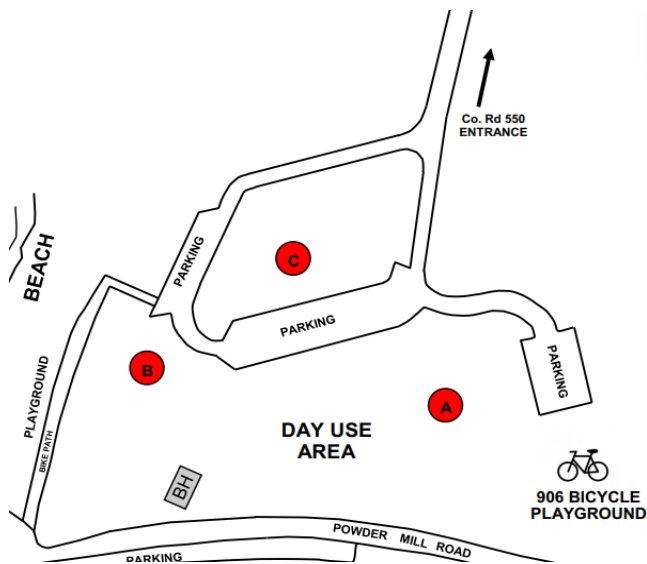 Co. Rd 550
ENTRANCE
BEACH
PARKING
C
PARKING
PARKING
B
PLAYGROUND
BIKE PATH
A
DAY USE
AREA
BH
906 BICYCLE
PLAYGROUND
POWDER MILL ROAD
PARKING